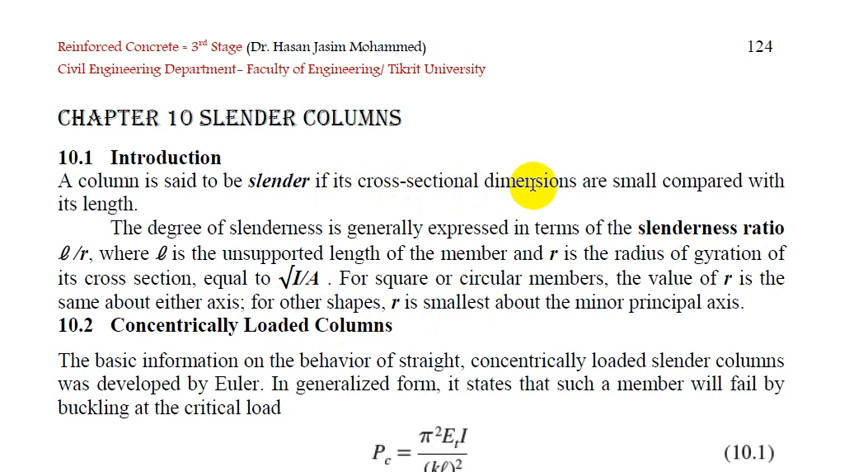 Reinforced Concrete - 3rd Stage (Dr. Hasan Jasim Mohammed) 124
Civil Engineering Department– Faculty of Engineering/ Tikrit University
CHAPTER 10 SLENDER COLUMNS
10.1 Introduction
A column is said to be slender if its cross-sectional dimensions are small compared with
its length.
The degree of slenderness is generally expressed in terms of the slenderness ratio
ℓ/r, where ℓ is the unsupported length of the member and r is the radius of gyration of
its cross section, equal to √I/A . For square or circular members, the value of r is the
same about either axis; for other shapes, r is smallest about the minor principal axis.
10.2 Concentrically Loaded Columns
The basic information on the behavior of straight, concentrically loaded slender columns
was developed by Euler. In generalized form, it states that such a member will fail by
buckling at the critical load
P_c = π²E_tI / (kℓ)² (10.1)